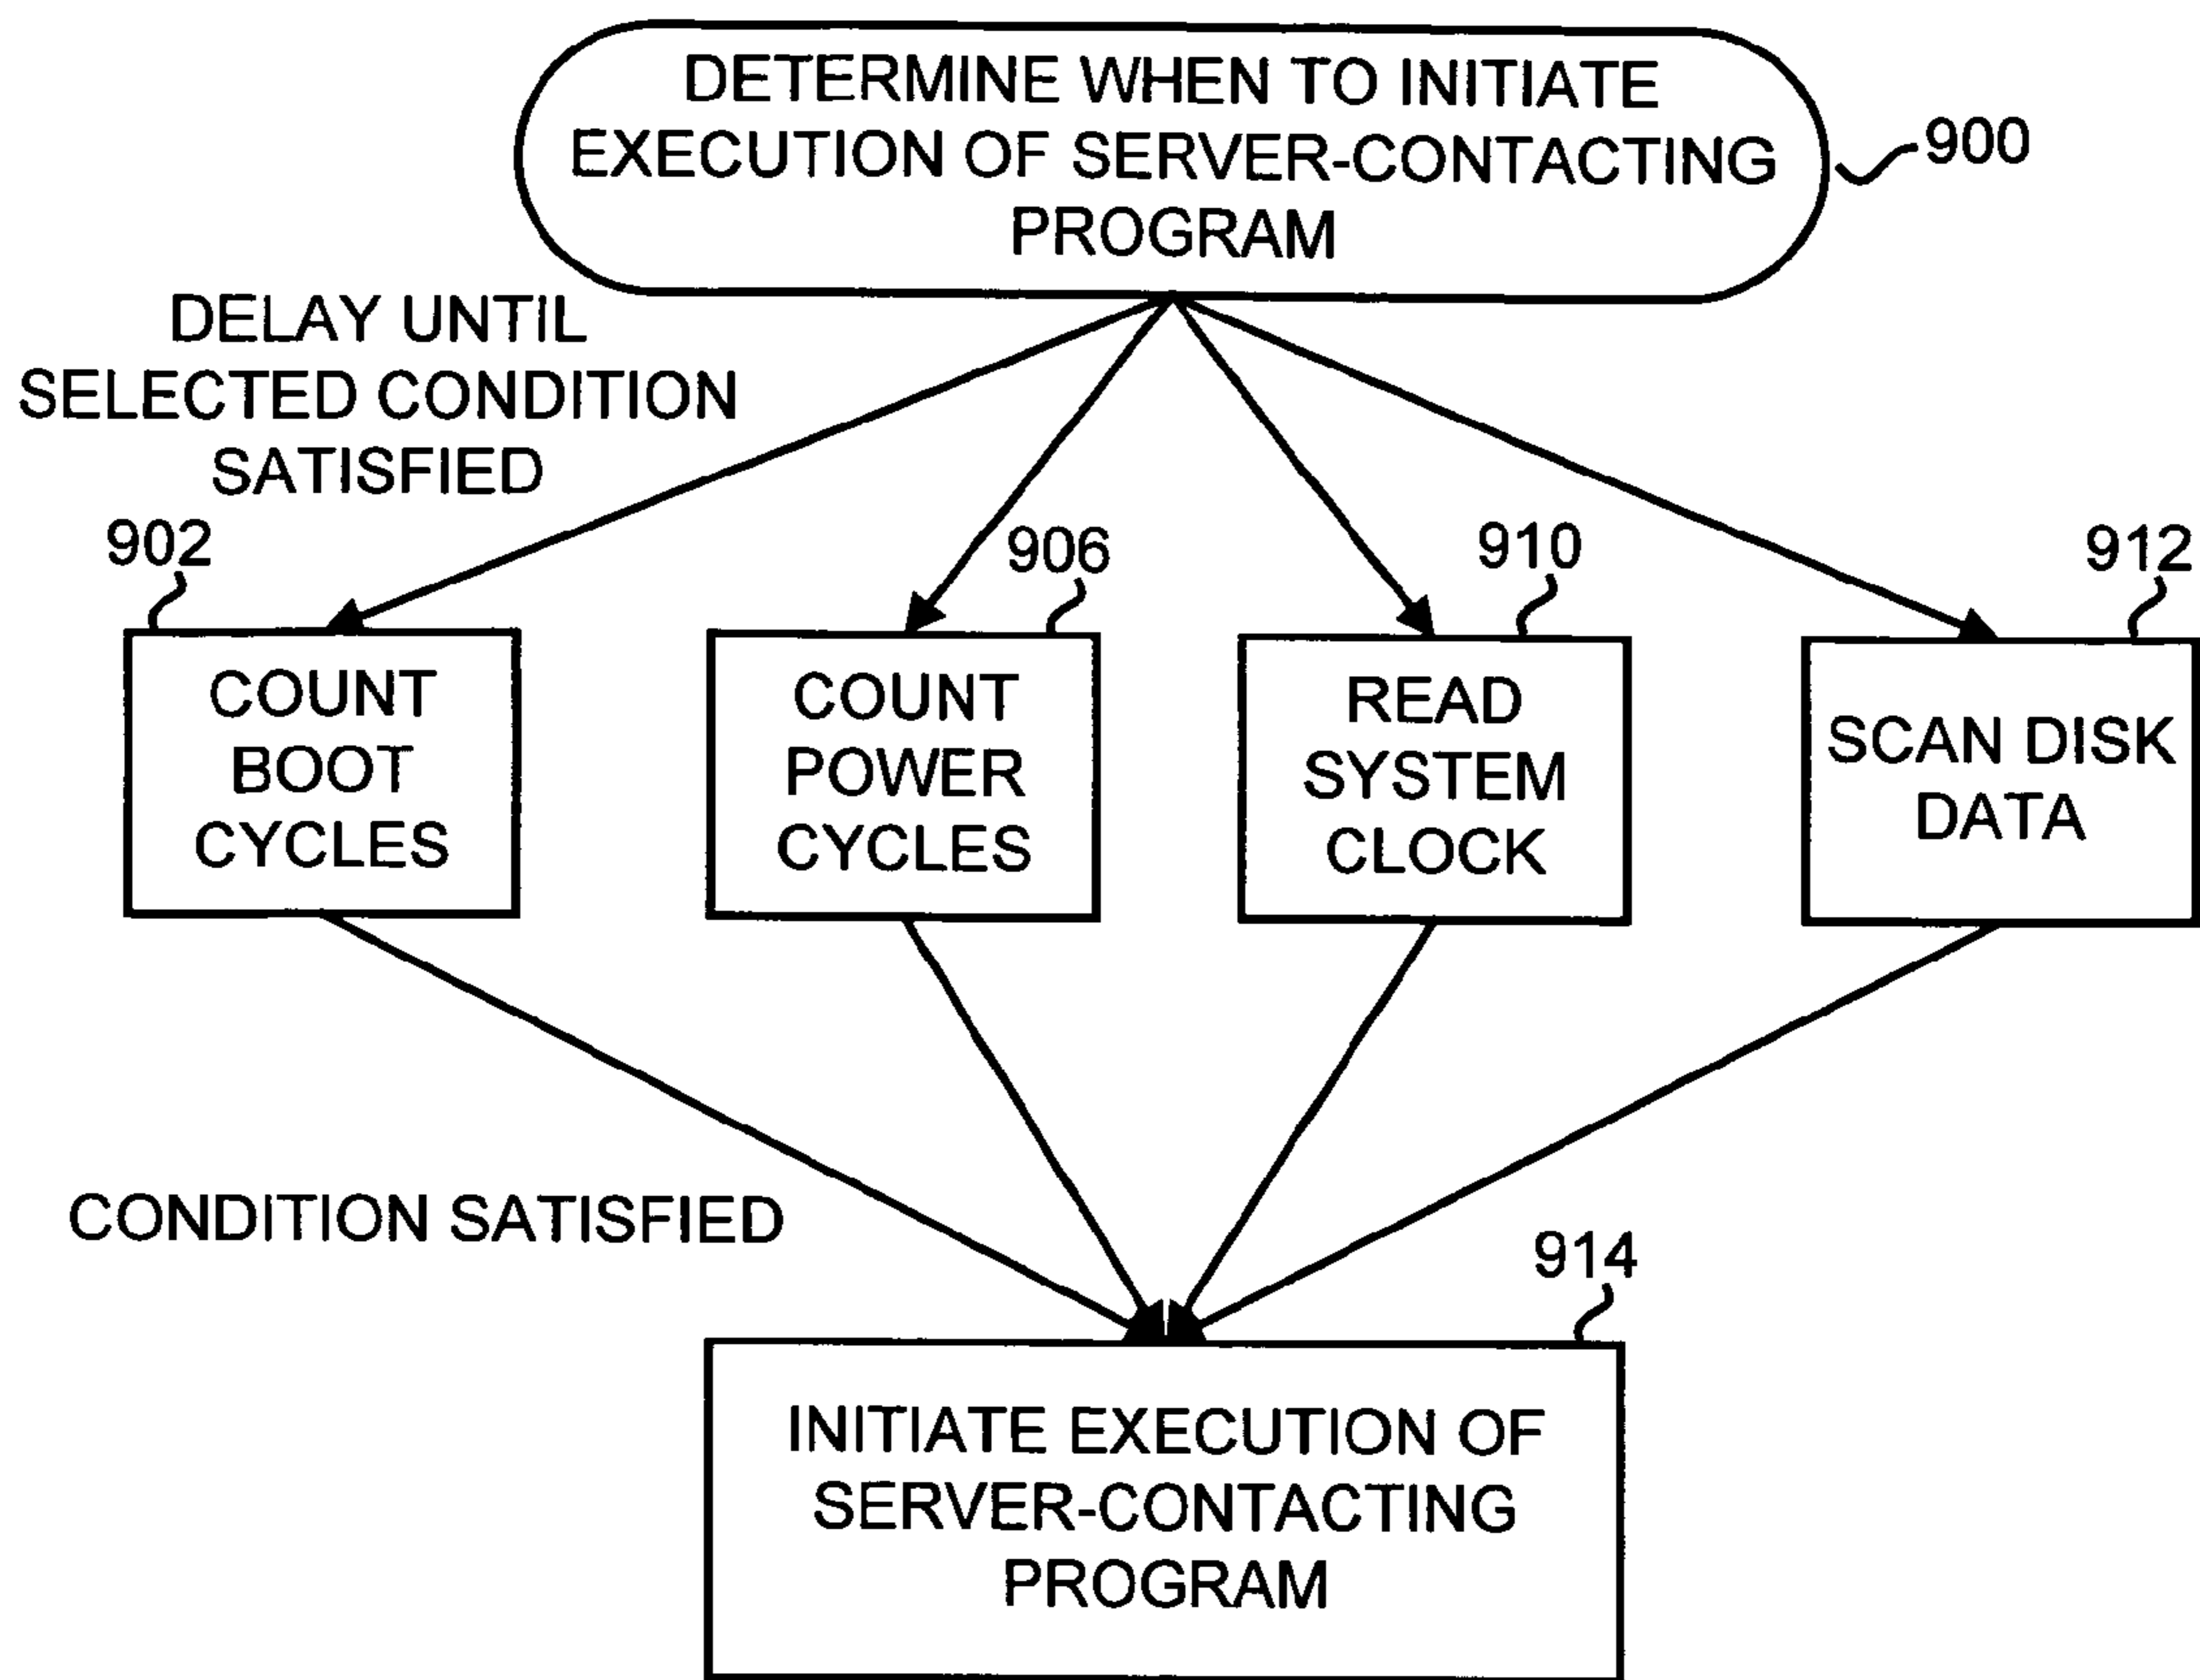 DETERMINE WHEN TO INITIATE
EXECUTION OF SERVER-CONTACTING
PROGRAM
900
DELAY UNTIL
SELECTED CONDITION
SATISFIED
902
906
910
912
COUNT
BOOT
CYCLES
COUNT
POWER
CYCLES
READ
SYSTEM
CLOCK
SCAN DISK
DATA
CONDITION SATISFIED
914
INITIATE EXECUTION OF
SERVER-CONTACTING
PROGRAM